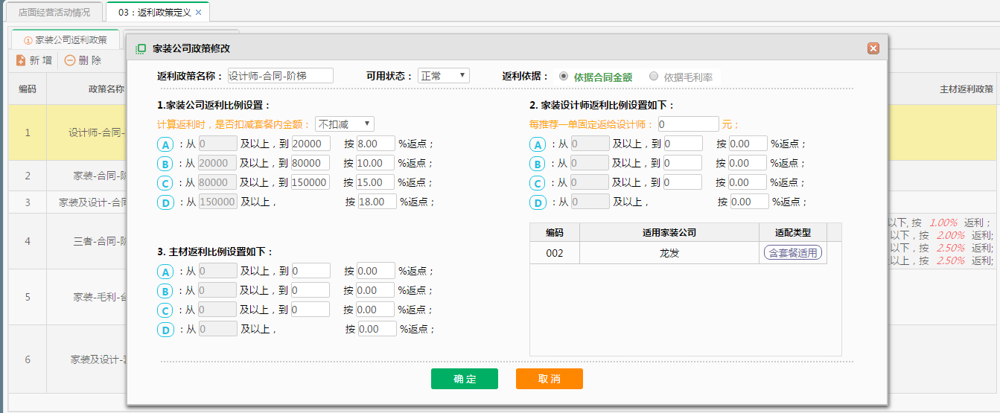 店面经营活动情况
03：返利政策定义 ×
① 家装公司返利政策
新 增 删 除
编码 政策名称 主材返利政策
1 设计师-合同-
2 家装-合同-阶
3 家装及设计-合同
4 三者-合同-阶
以下, 按 1.00% 返利；
以下，按 2.00% 返利;
以下，按 2.50% 返利;
以上，按 2.50% 返利;
5 家装-毛利-合
6 家装及设计-
家装公司政策修改
返利政策名称： 设计师-合同-阶梯 可用状态： 正常 返利依据： 依据合同金额 依据毛利率
1.家装公司返利比例设置：
计算返利时，是否扣减套餐内金额： 不扣减
A ：从 0 及以上，到 20000 按 8.00 %返点；
B ：从 20000 及以上，到 80000 按 10.00 %返点；
C ：从 80000 及以上，到 150000 按 15.00 %返点；
D ：从 150000 及以上， 按 18.00 %返点；
2. 家装设计师返利比例设置如下：
每推荐一单固定返给设计师： 0 元；
A ：从 0 及以上，到 0 按 0.00 %返点；
B ：从 0 及以上，到 0 按 0.00 %返点；
C ：从 0 及以上，到 0 按 0.00 %返点；
D ：从 0 及以上， 按 0.00 %返点；
3. 主材返利比例设置如下：
A ：从 0 及以上，到 0 按 0.00 %返点；
B ：从 0 及以上，到 0 按 0.00 %返点；
C ：从 0 及以上，到 0 按 0.00 %返点；
D ：从 0 及以上， 按 0.00 %返点；
编码 适用家装公司 适配类型
002 龙发 含套餐适用
确 定 取 消